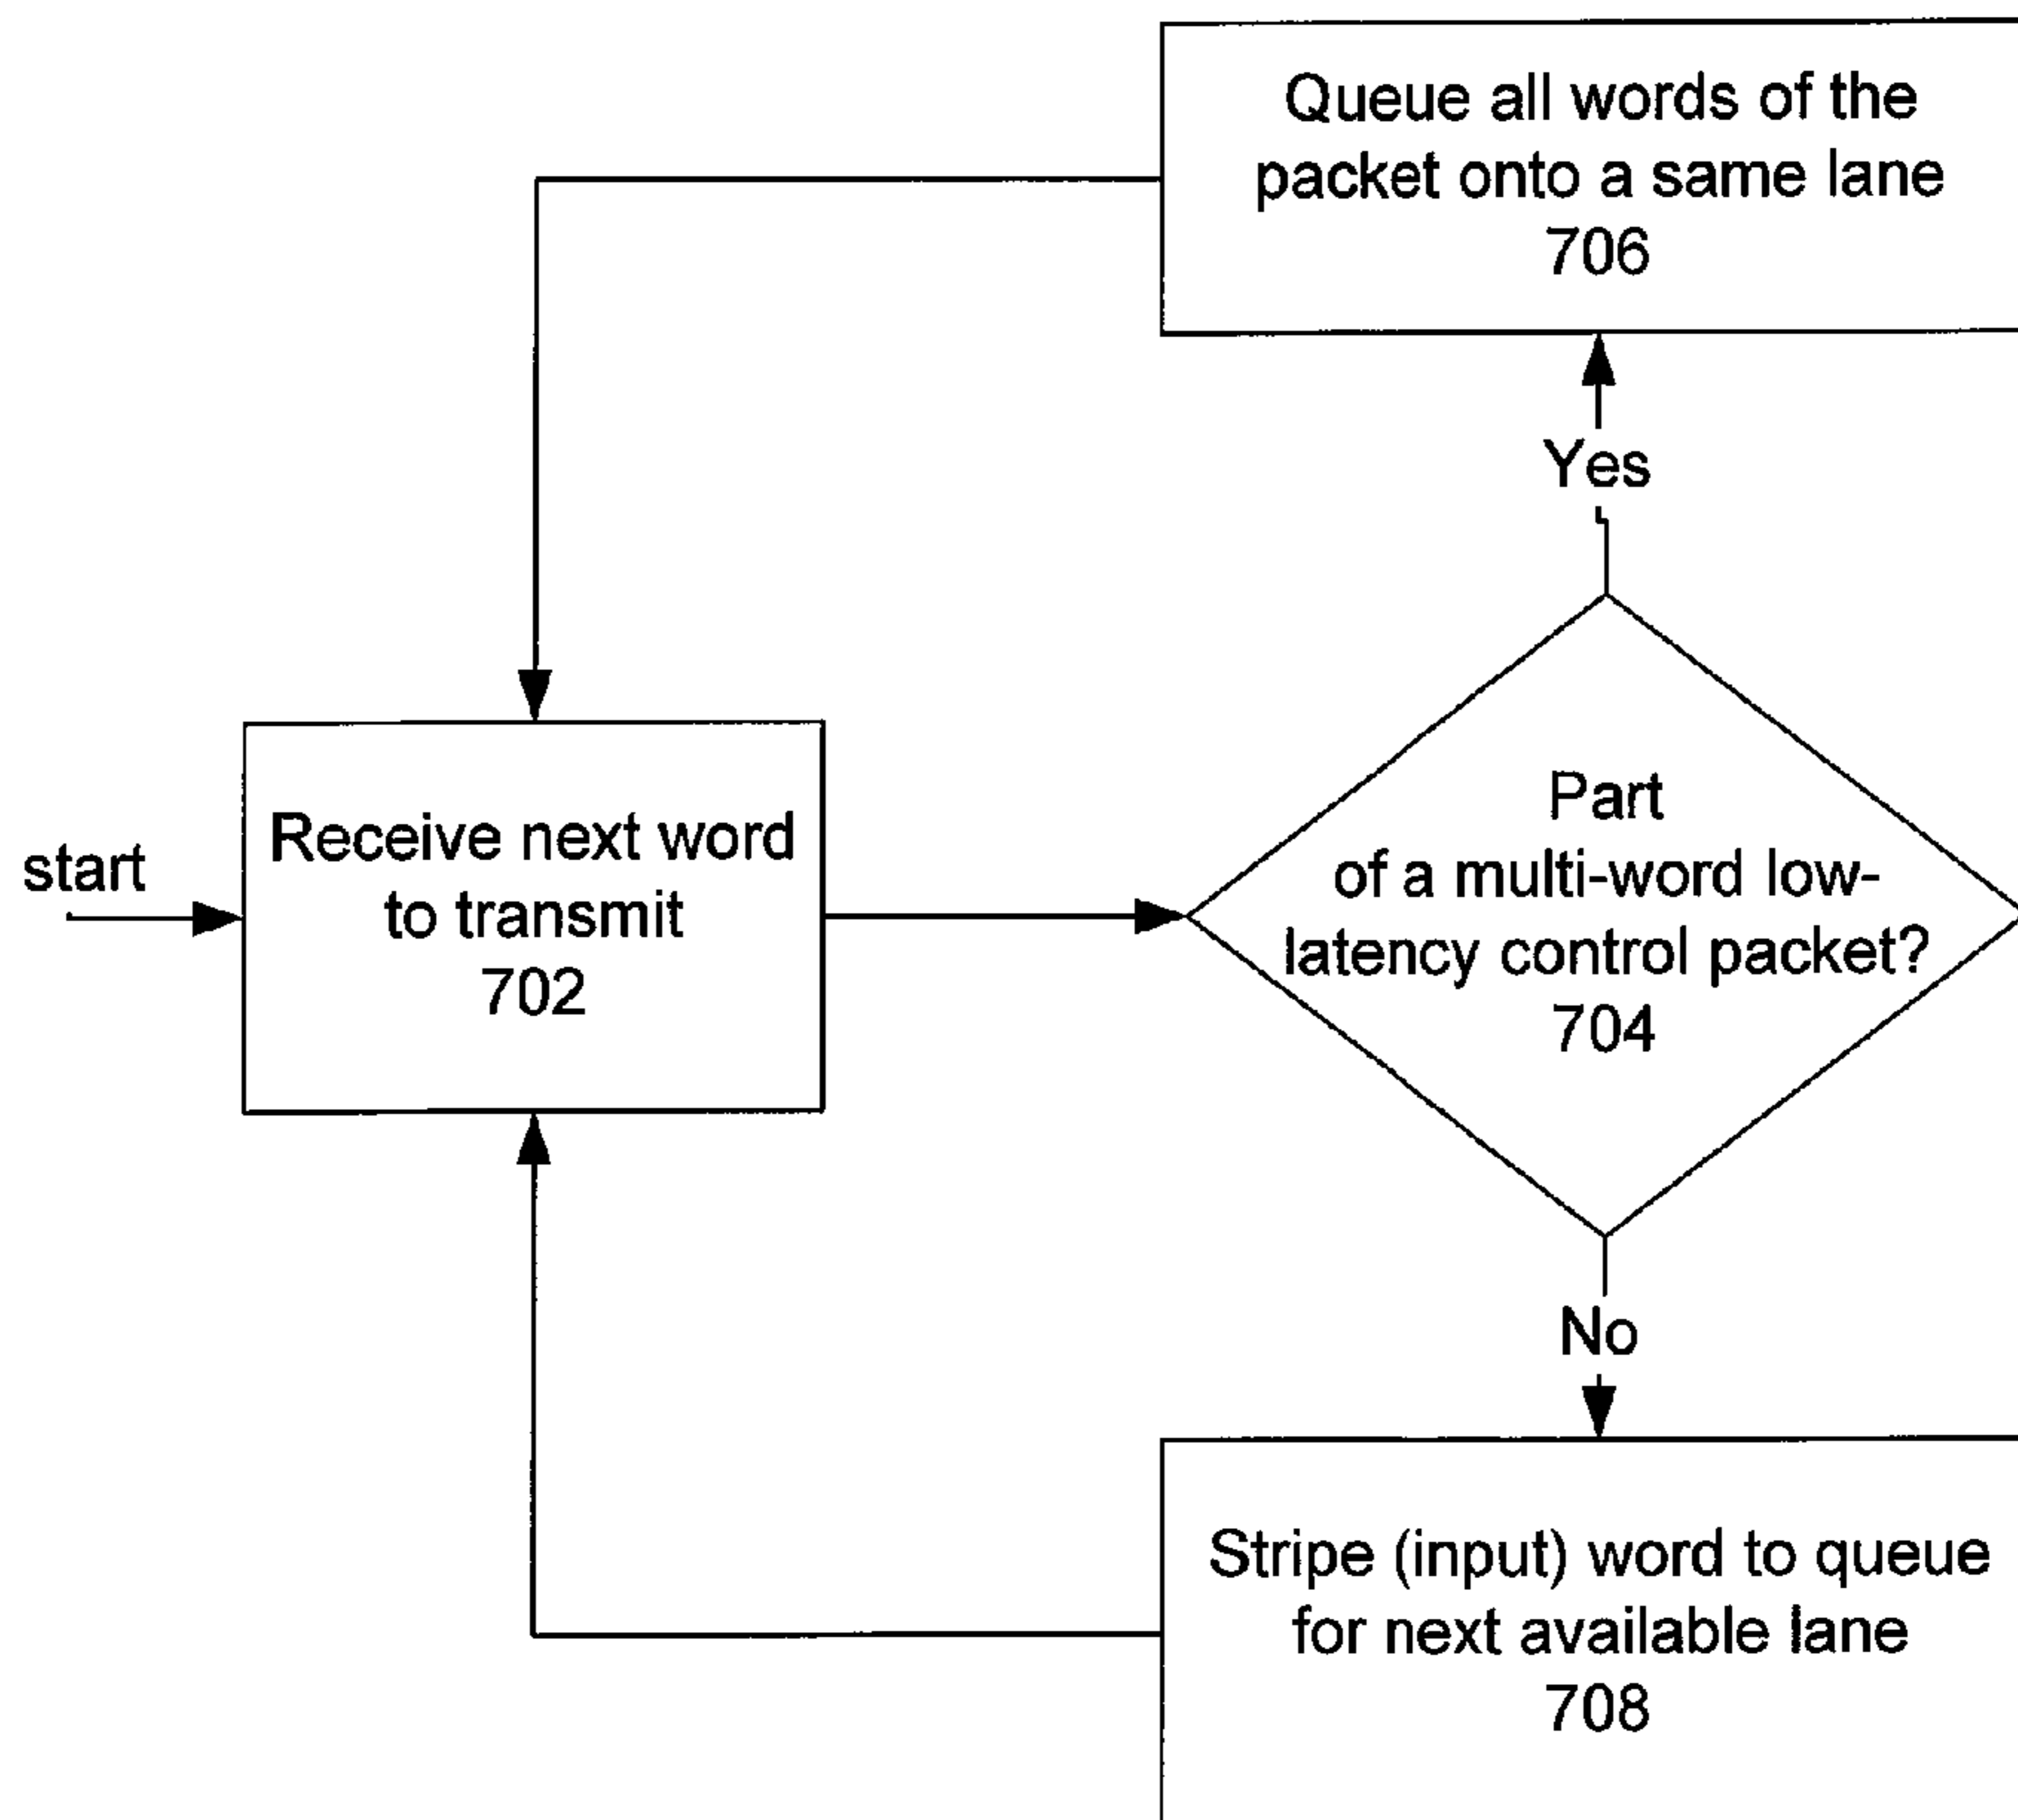 Queue all words of the
packet onto a same lane
706
Yes
start
Receive next word
to transmit
702
Part
of a multi-word low-
latency control packet?
704
No
Stripe (input) word to queue
for next available lane
708